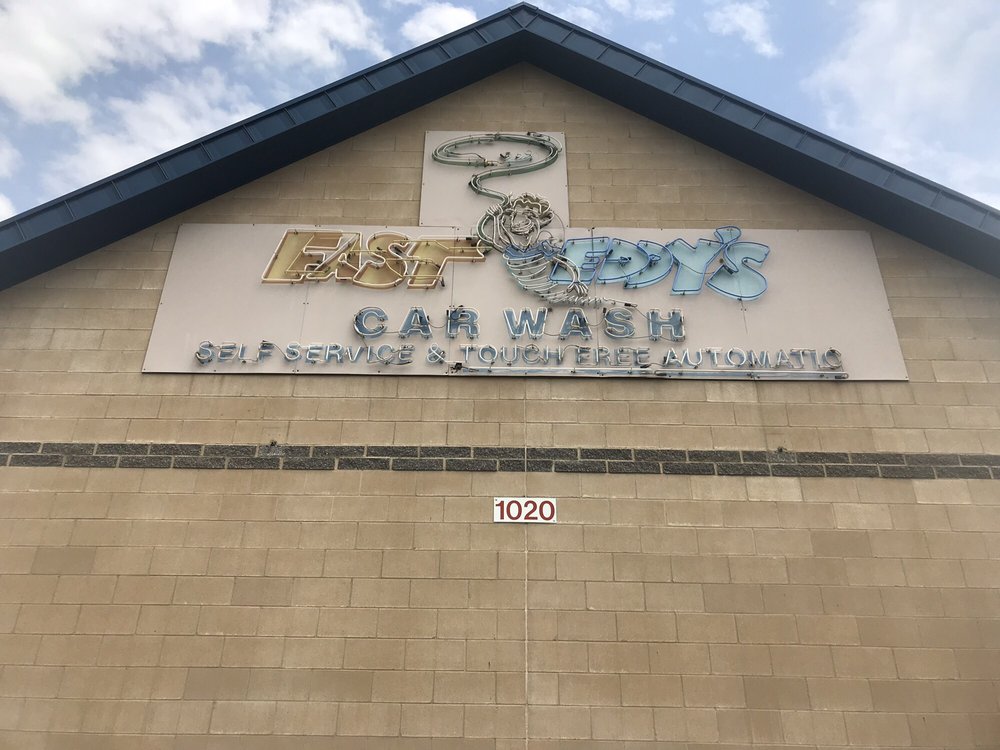 FAST EDDY'S
CAR WASH
SELF SERVICE & TOUCH FREE AUTOMATIC
1020